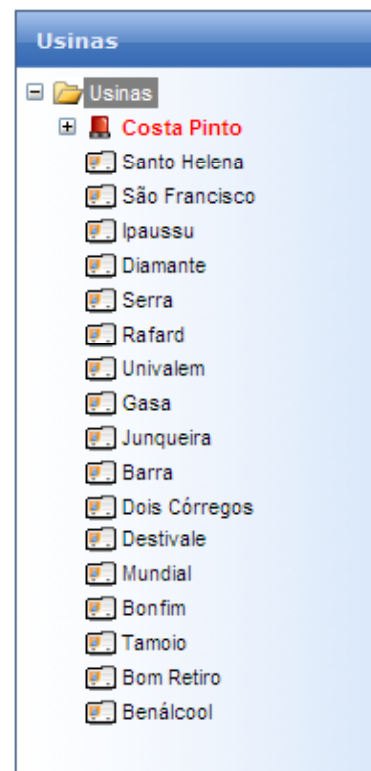 Usinas
Usinas
Costa Pinto
Santo Helena
São Francisco
Ipaussu
Diamante
Serra
Rafard
Univalem
Gasa
Junqueira
Barra
Dois Córregos
Destivale
Mundial
Bonfim
Tamoio
Bom Retiro
Benálcool